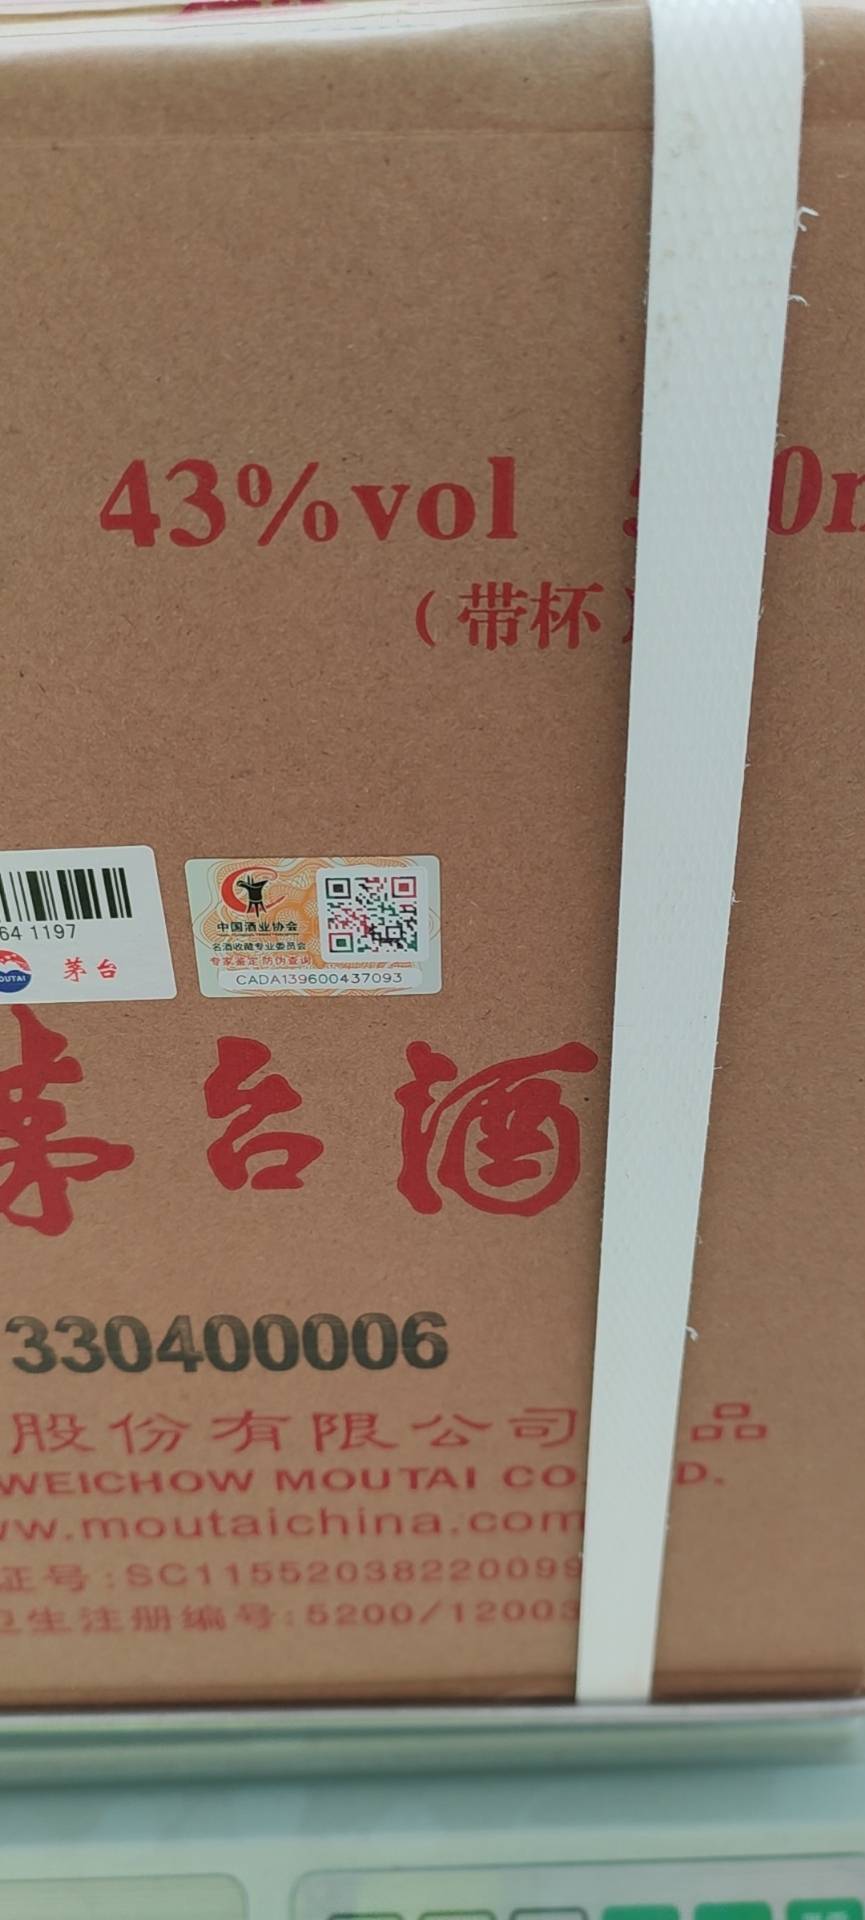 43%vol 50m
（带杯
64 1197
MOUTAI 茅台
中国酒业协会
名酒收藏专业委员会
专家鉴定 防伪查询
CADA139600437093
茅台酒
330400006
股份有限公司 品
WEICHOW MOUTAI CO. D.
ww.moutaichina.com
证号:SC11552038220099
卫生注册编号:5200/12003